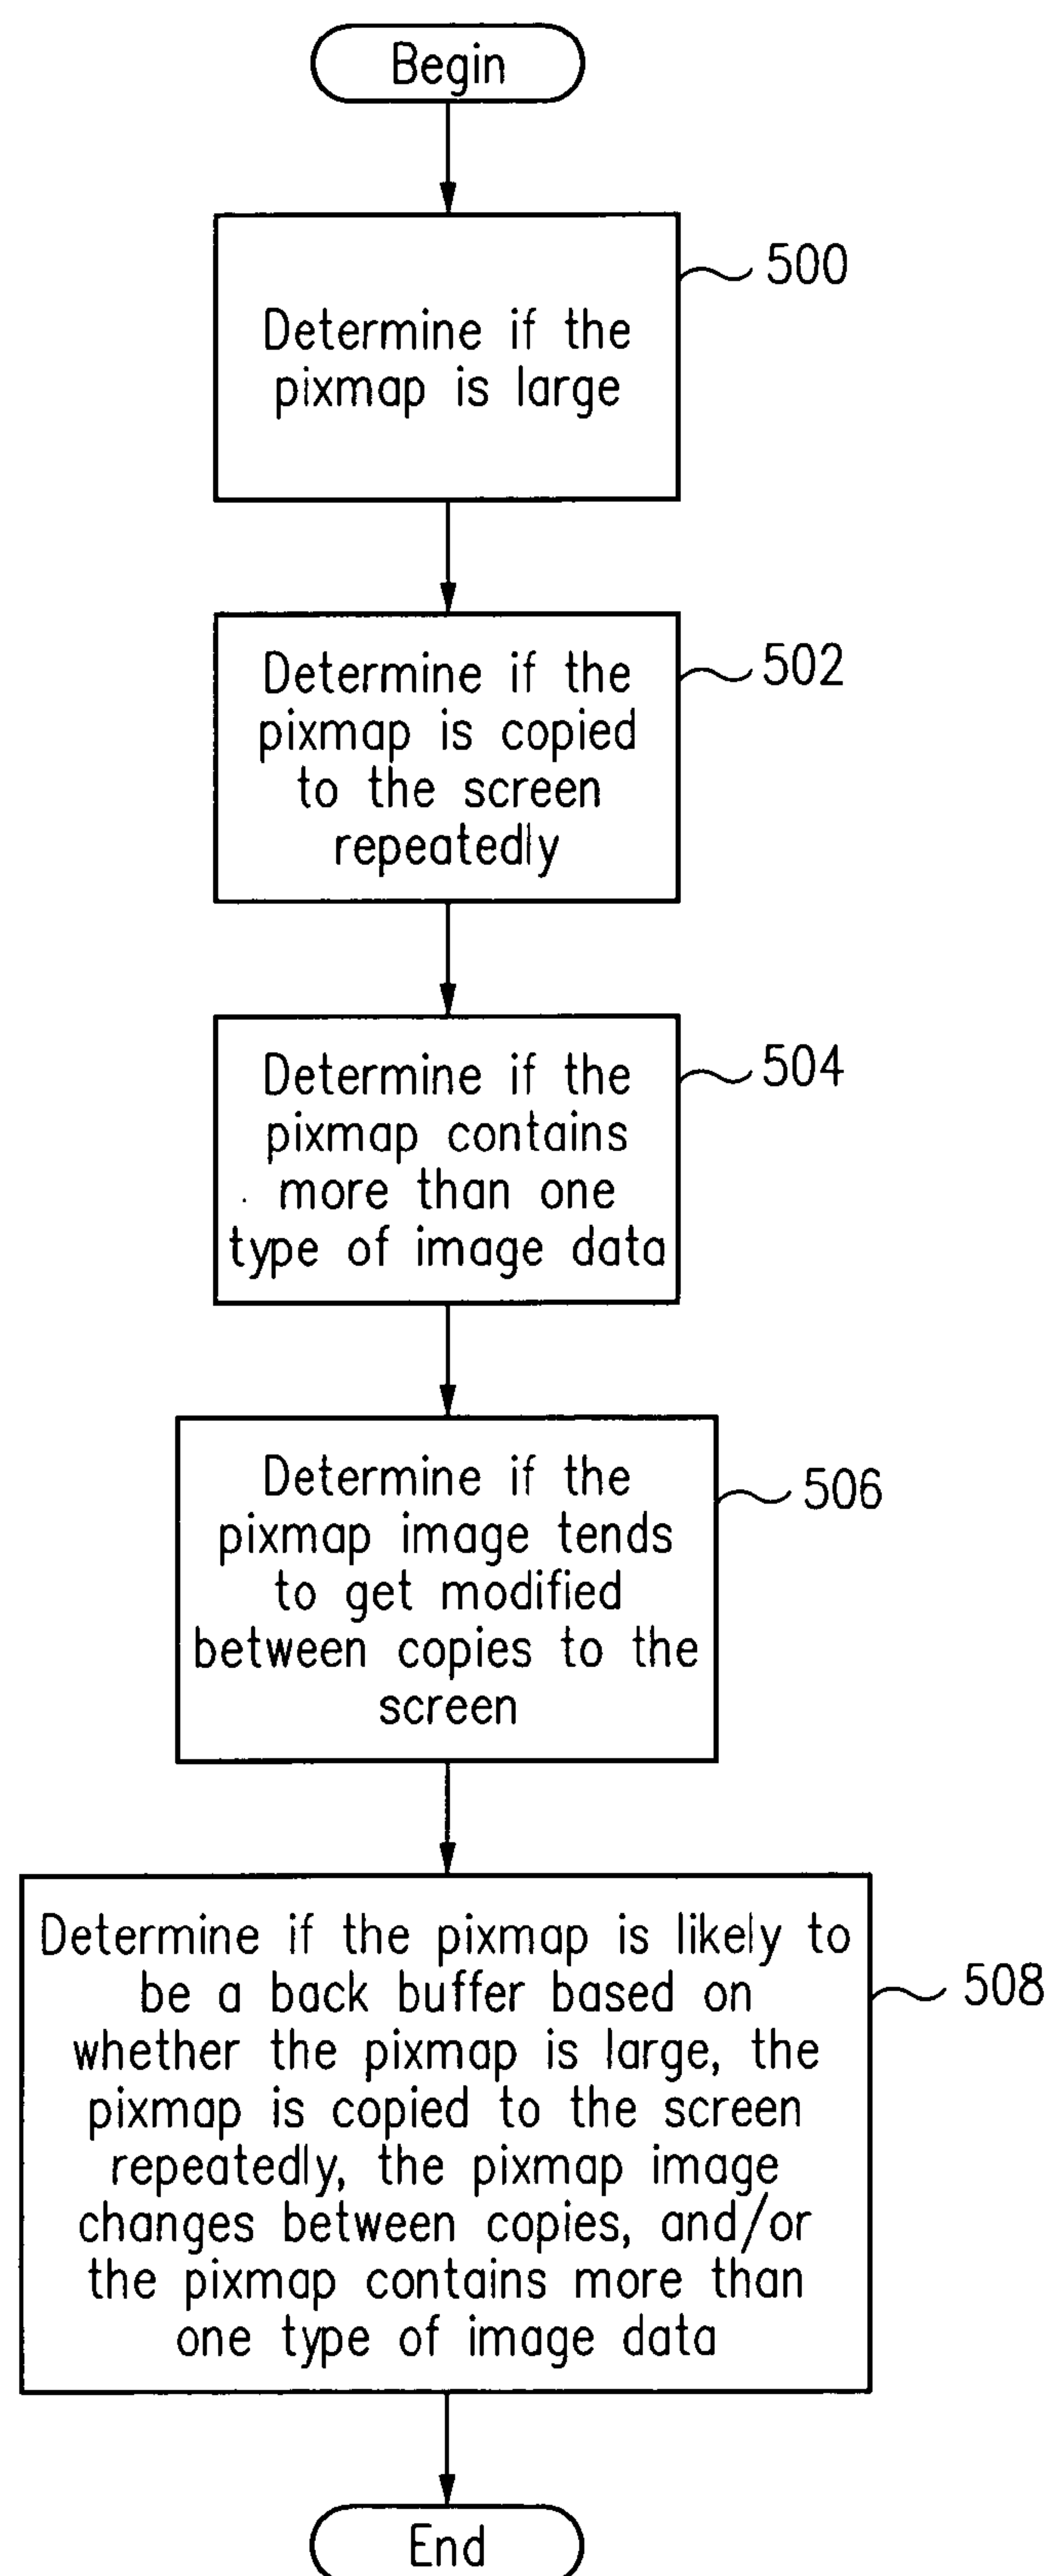 Begin
500
Determine if the
pixmap is large
502
Determine if the
pixmap is copied
to the screen
repeatedly
504
Determine if the
pixmap contains
more than one
type of image data
506
Determine if the
pixmap image tends
to get modified
between copies to the
screen
508
Determine if the pixmap is likely to
be a back buffer based on
whether the pixmap is large, the
pixmap is copied to the screen
repeatedly, the pixmap image
changes between copies, and/or
the pixmap contains more than
one type of image data
End